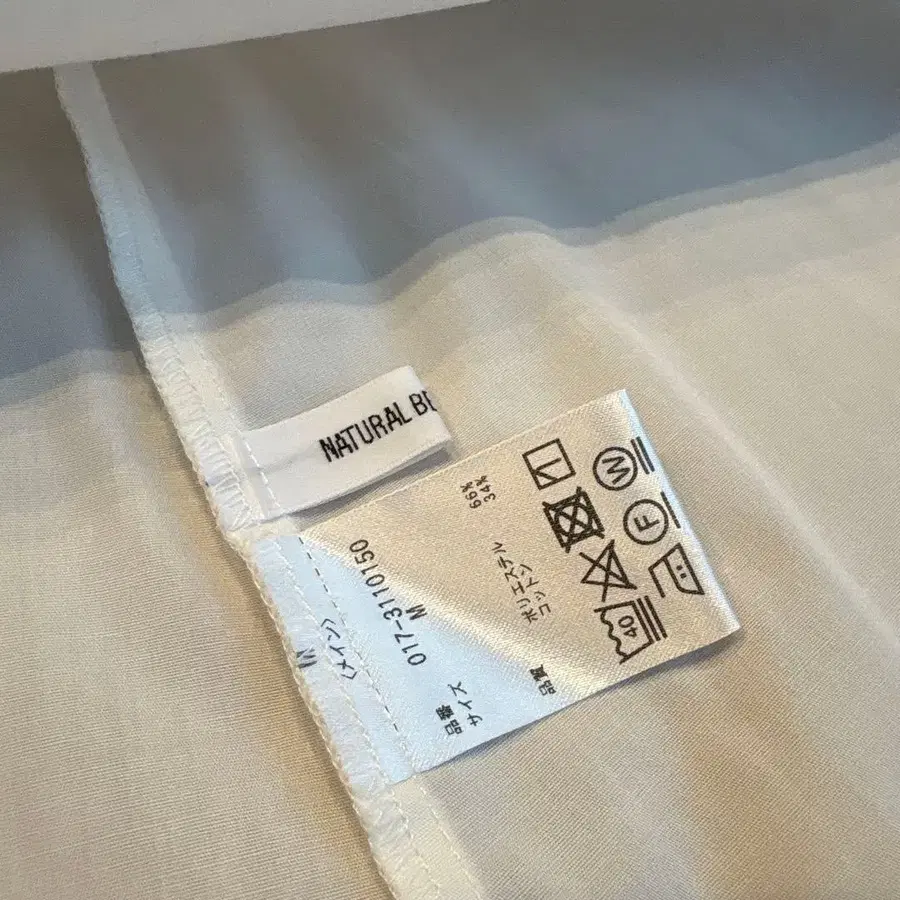 NATURAL BE
〈メイン〉
品番 017-3110150
サイズ M
品質 ポリエステル 66%
コットン 34%
40
W
F